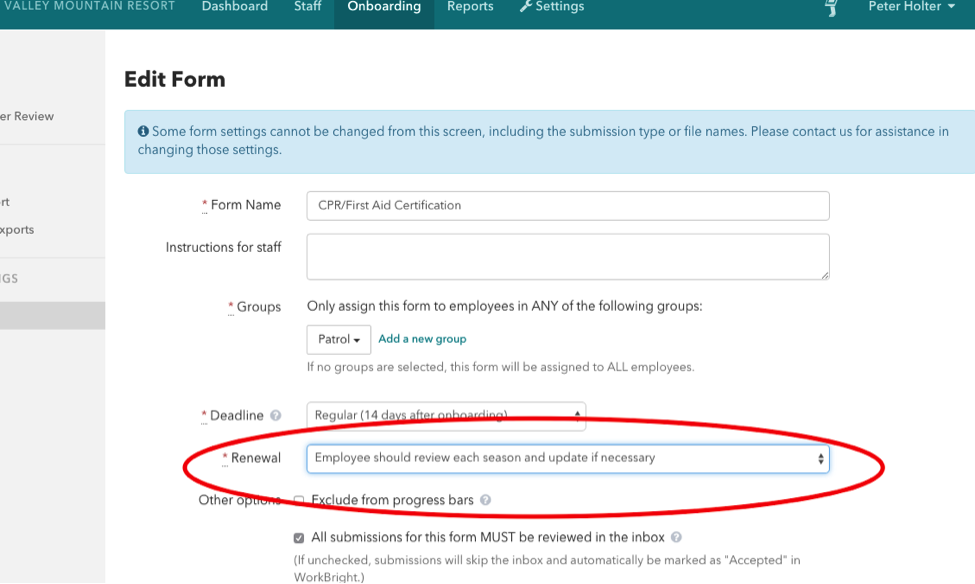 VALLEY MOUNTAIN RESORT Dashboard Staff Onboarding Reports Settings Peter Holter
Edit Form
er Review
Some form settings cannot be changed from this screen, including the submission type or file names. Please contact us for assistance in
changing those settings.
rt
xports
GS
* Form Name CPR/First Aid Certification
Instructions for staff
* Groups Only assign this form to employees in ANY of the following groups:
Patrol Add a new group
If no groups are selected, this form will be assigned to ALL employees.
* Deadline ? Regular (14 days after onboarding)
* Renewal Employee should review each season and update if necessary
Other options Exclude from progress bars ?
All submissions for this form MUST be reviewed in the inbox ?
(If unchecked, submissions will skip the inbox and automatically be marked as "Accepted" in
WorkBright.)